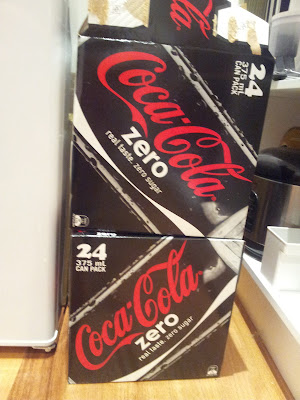 24
375 mL
CAN PACK
Coca-Cola
zero
real taste. zero sugar
zero
24
375 mL
CAN PACK
Coca-Cola
zero
real taste. zero sugar